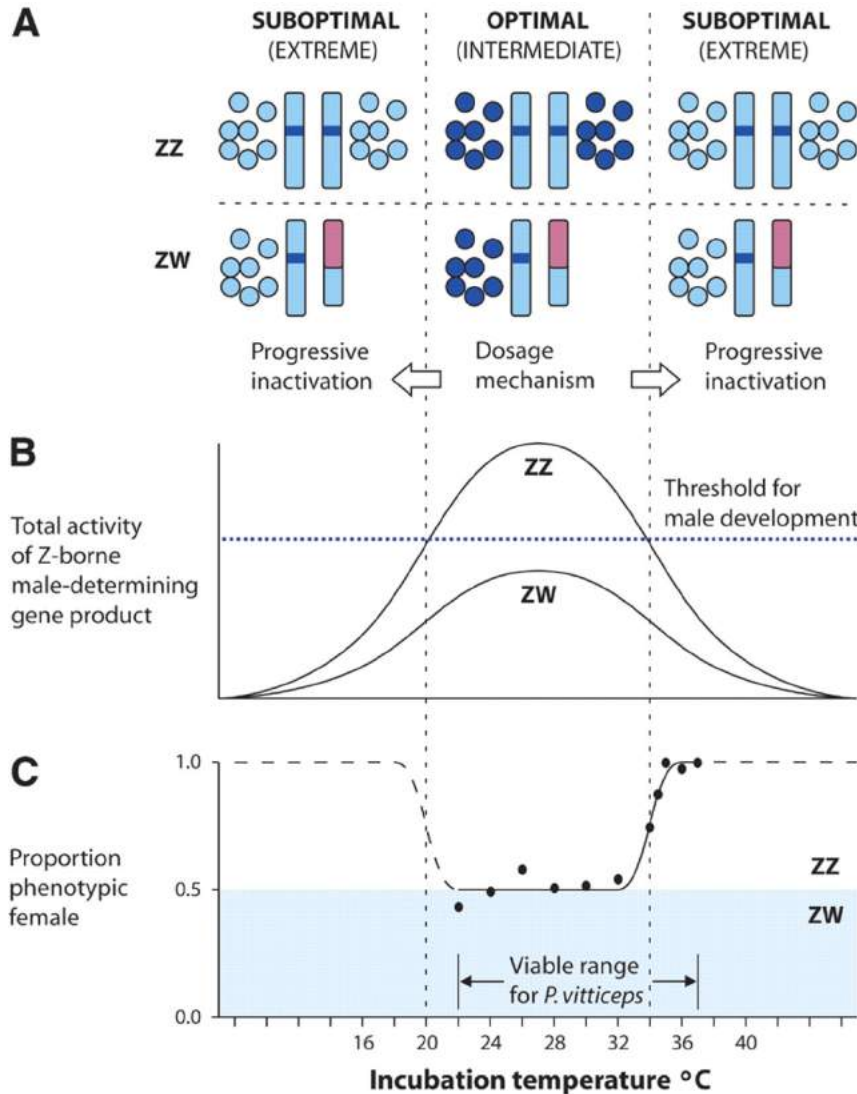 A
SUBOPTIMAL
(EXTREME)
OPTIMAL
(INTERMEDIATE)
SUBOPTIMAL
(EXTREME)
ZZ
ZW
Progressive
inactivation
Dosage
mechanism
Progressive
inactivation
B
Total activity
of Z-borne
male-determining
gene product
ZZ
ZW
Threshold for
male development
C
Proportion
phenotypic
female
1.0
0.5
0.0
ZZ
ZW
Viable range
for P. vitticeps
16 20 24 28 32 36 40
Incubation temperature °C